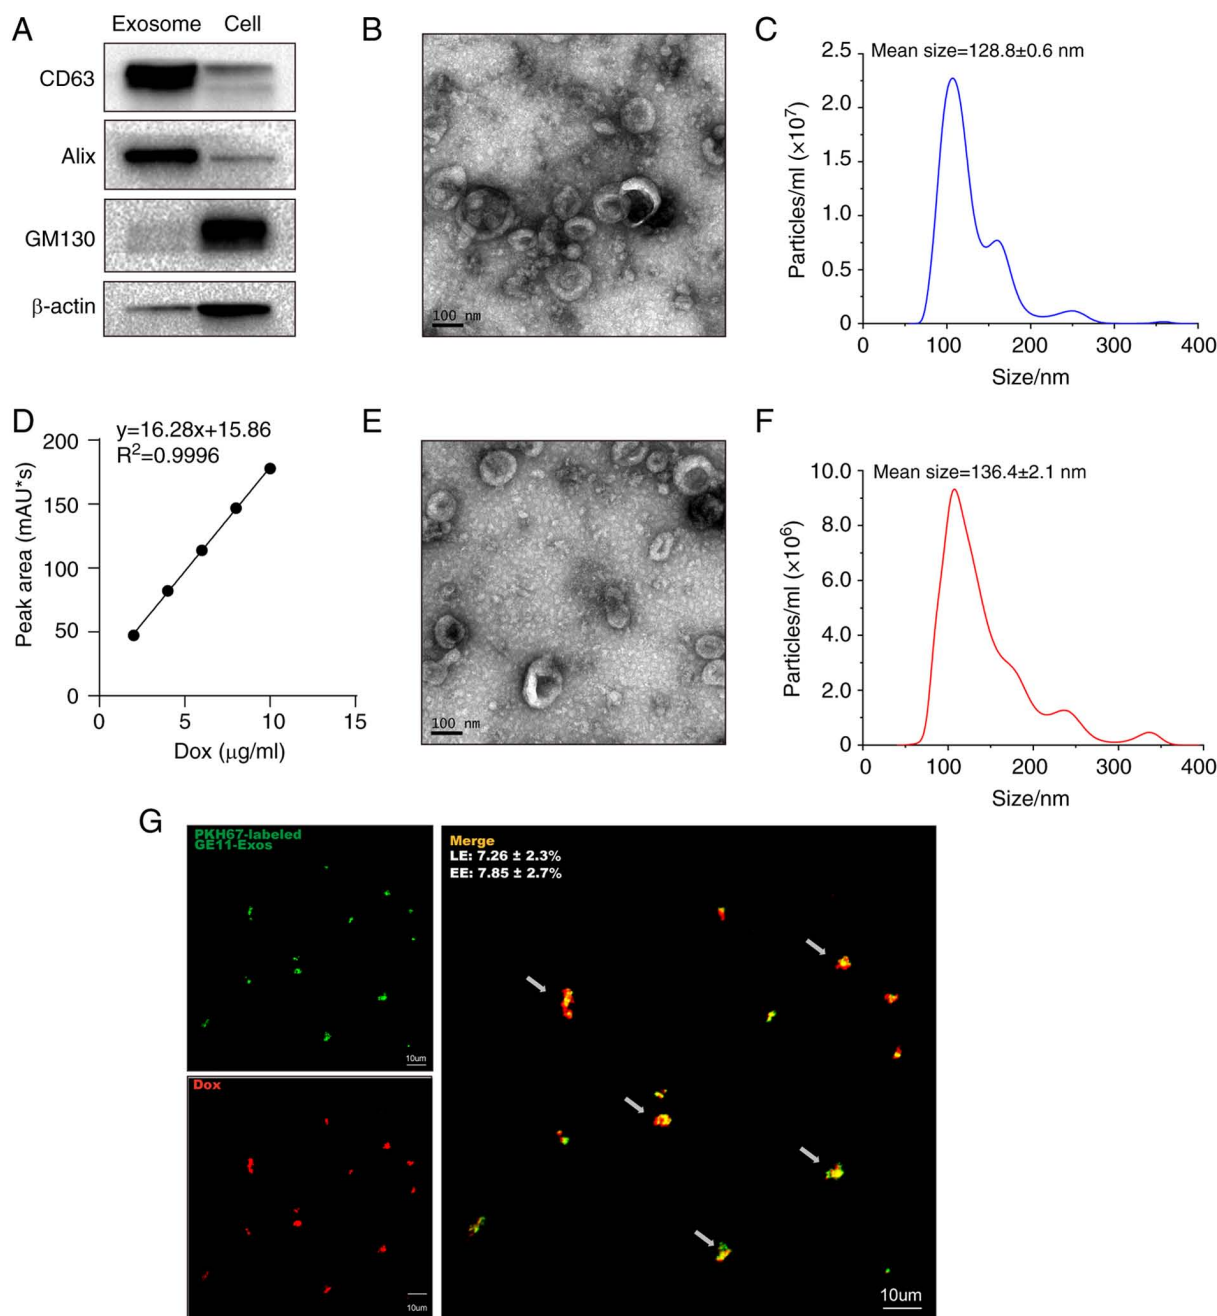 A
Exosome Cell
CD63
Alix
GM130
β-actin
B
100 nm
C
Mean size=128.8±0.6 nm
Particles/ml (×10⁷)
2.5
2.0
1.5
1.0
0.5
0
0 100 200 300 400
Size/nm
D
y=16.28x+15.86
R²=0.9996
Peak area (mAU*s)
200
150
100
50
0
0 5 10 15
Dox (μg/ml)
E
100 nm
F
Mean size=136.4±2.1 nm
Particles/ml (×10⁶)
10.0
8.0
6.0
4.0
2.0
0
0 100 200 300 400
Size/nm
G
PKH67-labeled
GE11-Exos
10um
Dox
10um
Merge
LE: 7.26 ± 2.3%
EE: 7.85 ± 2.7%
10um